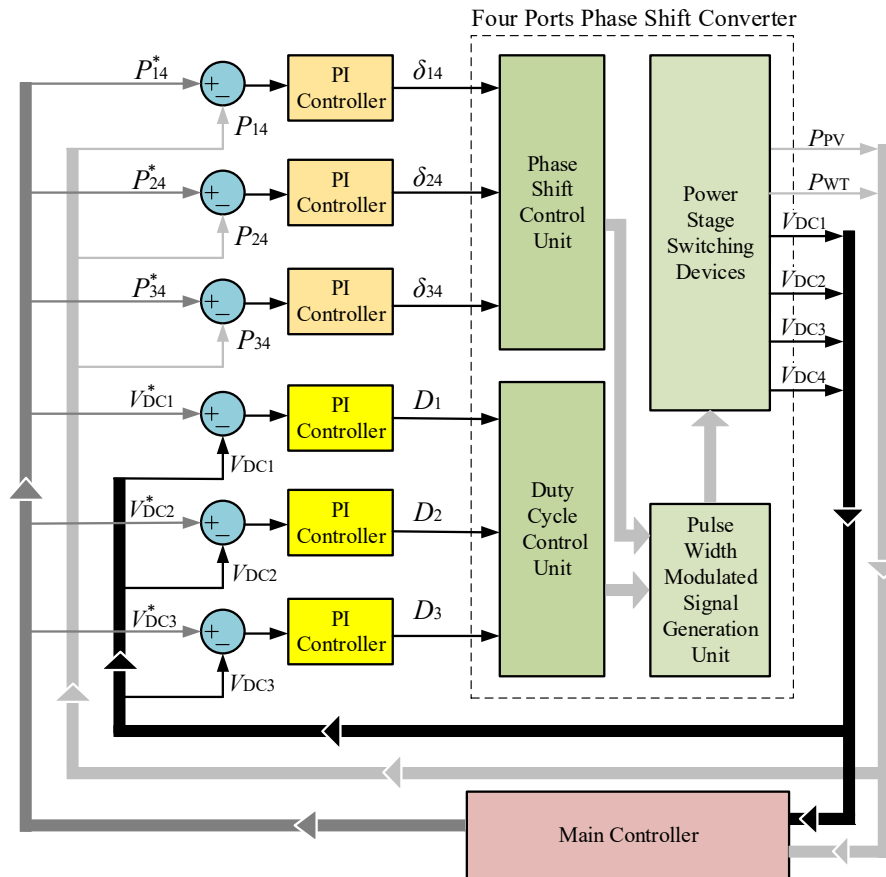 Four Ports Phase Shift Converter
P*14
+
−
P14
PI
Controller
δ14
P*24
+
−
P24
PI
Controller
δ24
P*34
+
−
P34
PI
Controller
δ34
V*DC1
+
−
VDC1
PI
Controller
D1
V*DC2
+
−
VDC2
PI
Controller
D2
V*DC3
+
−
VDC3
PI
Controller
D3
Phase
Shift
Control
Unit
Duty
Cycle
Control
Unit
Power
Stage
Switching
Devices
Pulse
Width
Modulated
Signal
Generation
Unit
PPV
PWT
VDC1
VDC2
VDC3
VDC4
Main Controller